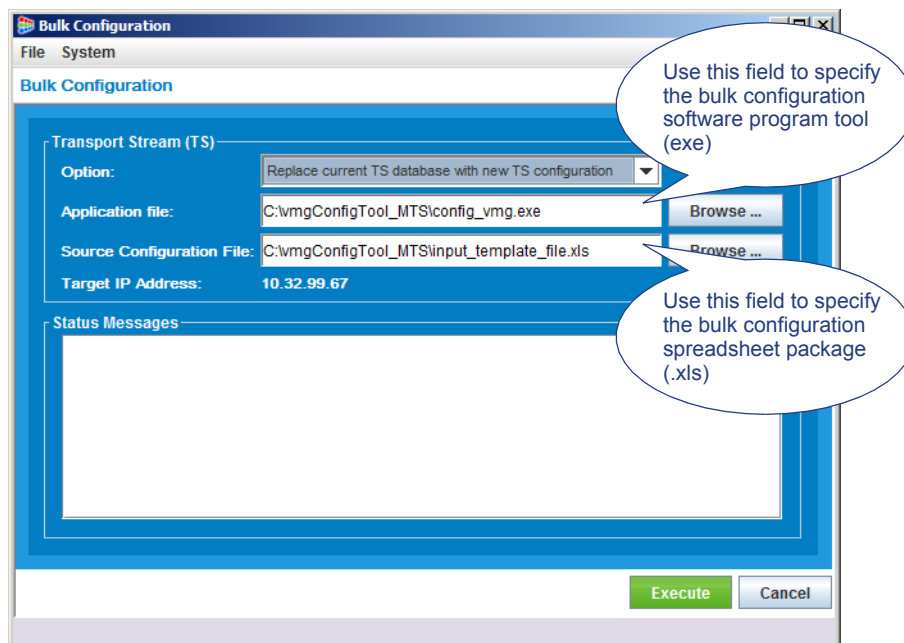 Bulk Configuration
File System
Bulk Configuration
Use this field to specify
the bulk configuration
software program tool
(exe)
Transport Stream (TS)
Option: Replace current TS database with new TS configuration
Application file: C:\vmgConfigTool_MTS\config_vmg.exe Browse ...
Source Configuration File: C:\vmgConfigTool_MTS\input_template_file.xls Browse ...
Target IP Address: 10.32.99.67
Use this field to specify
the bulk configuration
spreadsheet package
(.xls)
Status Messages
Execute Cancel